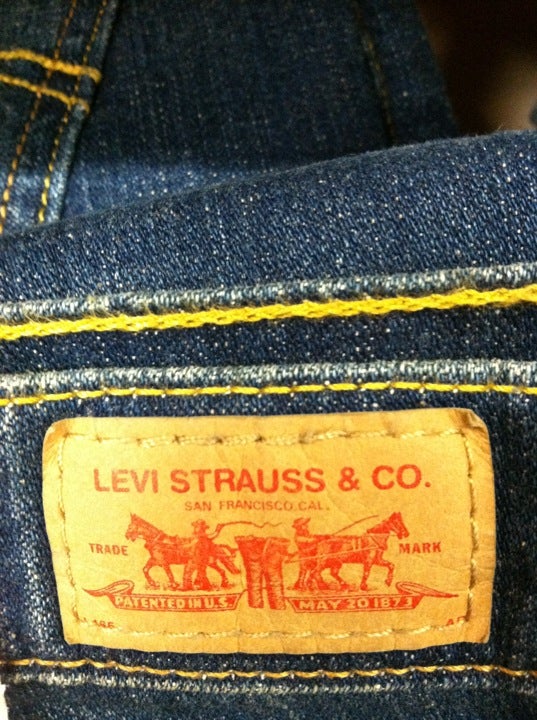 LEVI STRAUSS & CO.
SAN FRANCISCO, CAL.
TRADE MARK
PATENTED IN U.S. MAY 20 1873